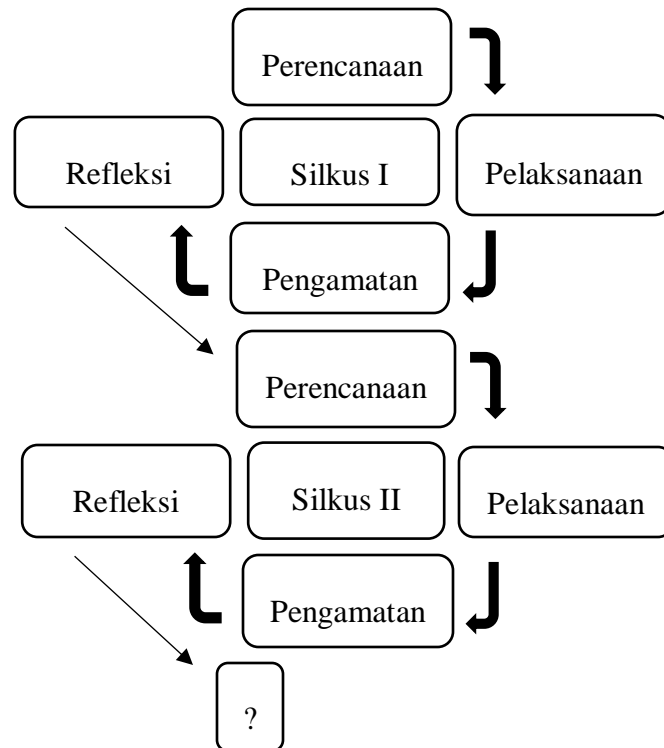 Perencanaan
Refleksi
Silkus I
Pelaksanaan
Pengamatan
Perencanaan
Refleksi
Silkus II
Pelaksanaan
Pengamatan
?